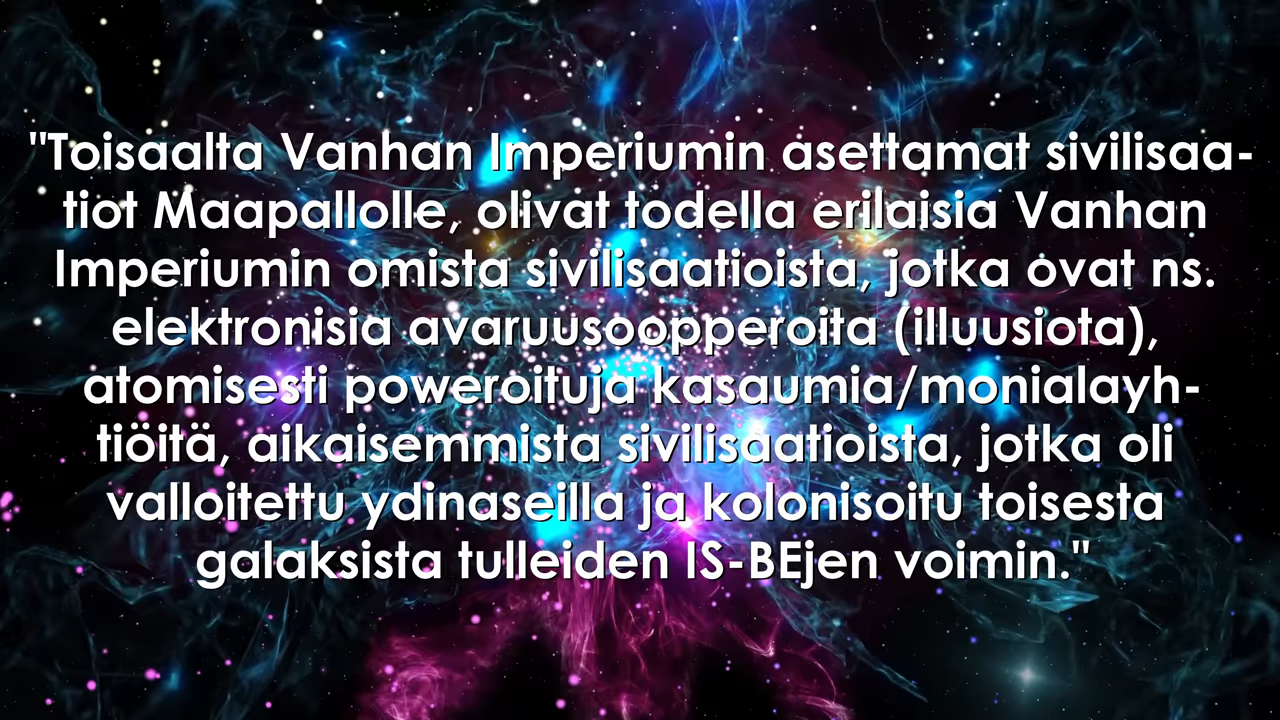 "Toisaalta Vanhan Imperiumin asettamat sivilisaa-
tiot Maapallolle, olivat todella erilaisia Vanhan
Imperiumin omista sivilisaatioista, jotka ovat ns.
elektronisia avaruusoopperoita (illuusiota),
atomisesti poweroituja kasaumia/monialayh-
tiöitä, aikaisemmista sivilisaatioista, jotka oli
valloitettu ydinaseilla ja kolonisoitu toisesta
galaksista tulleiden IS-BEjen voimin."